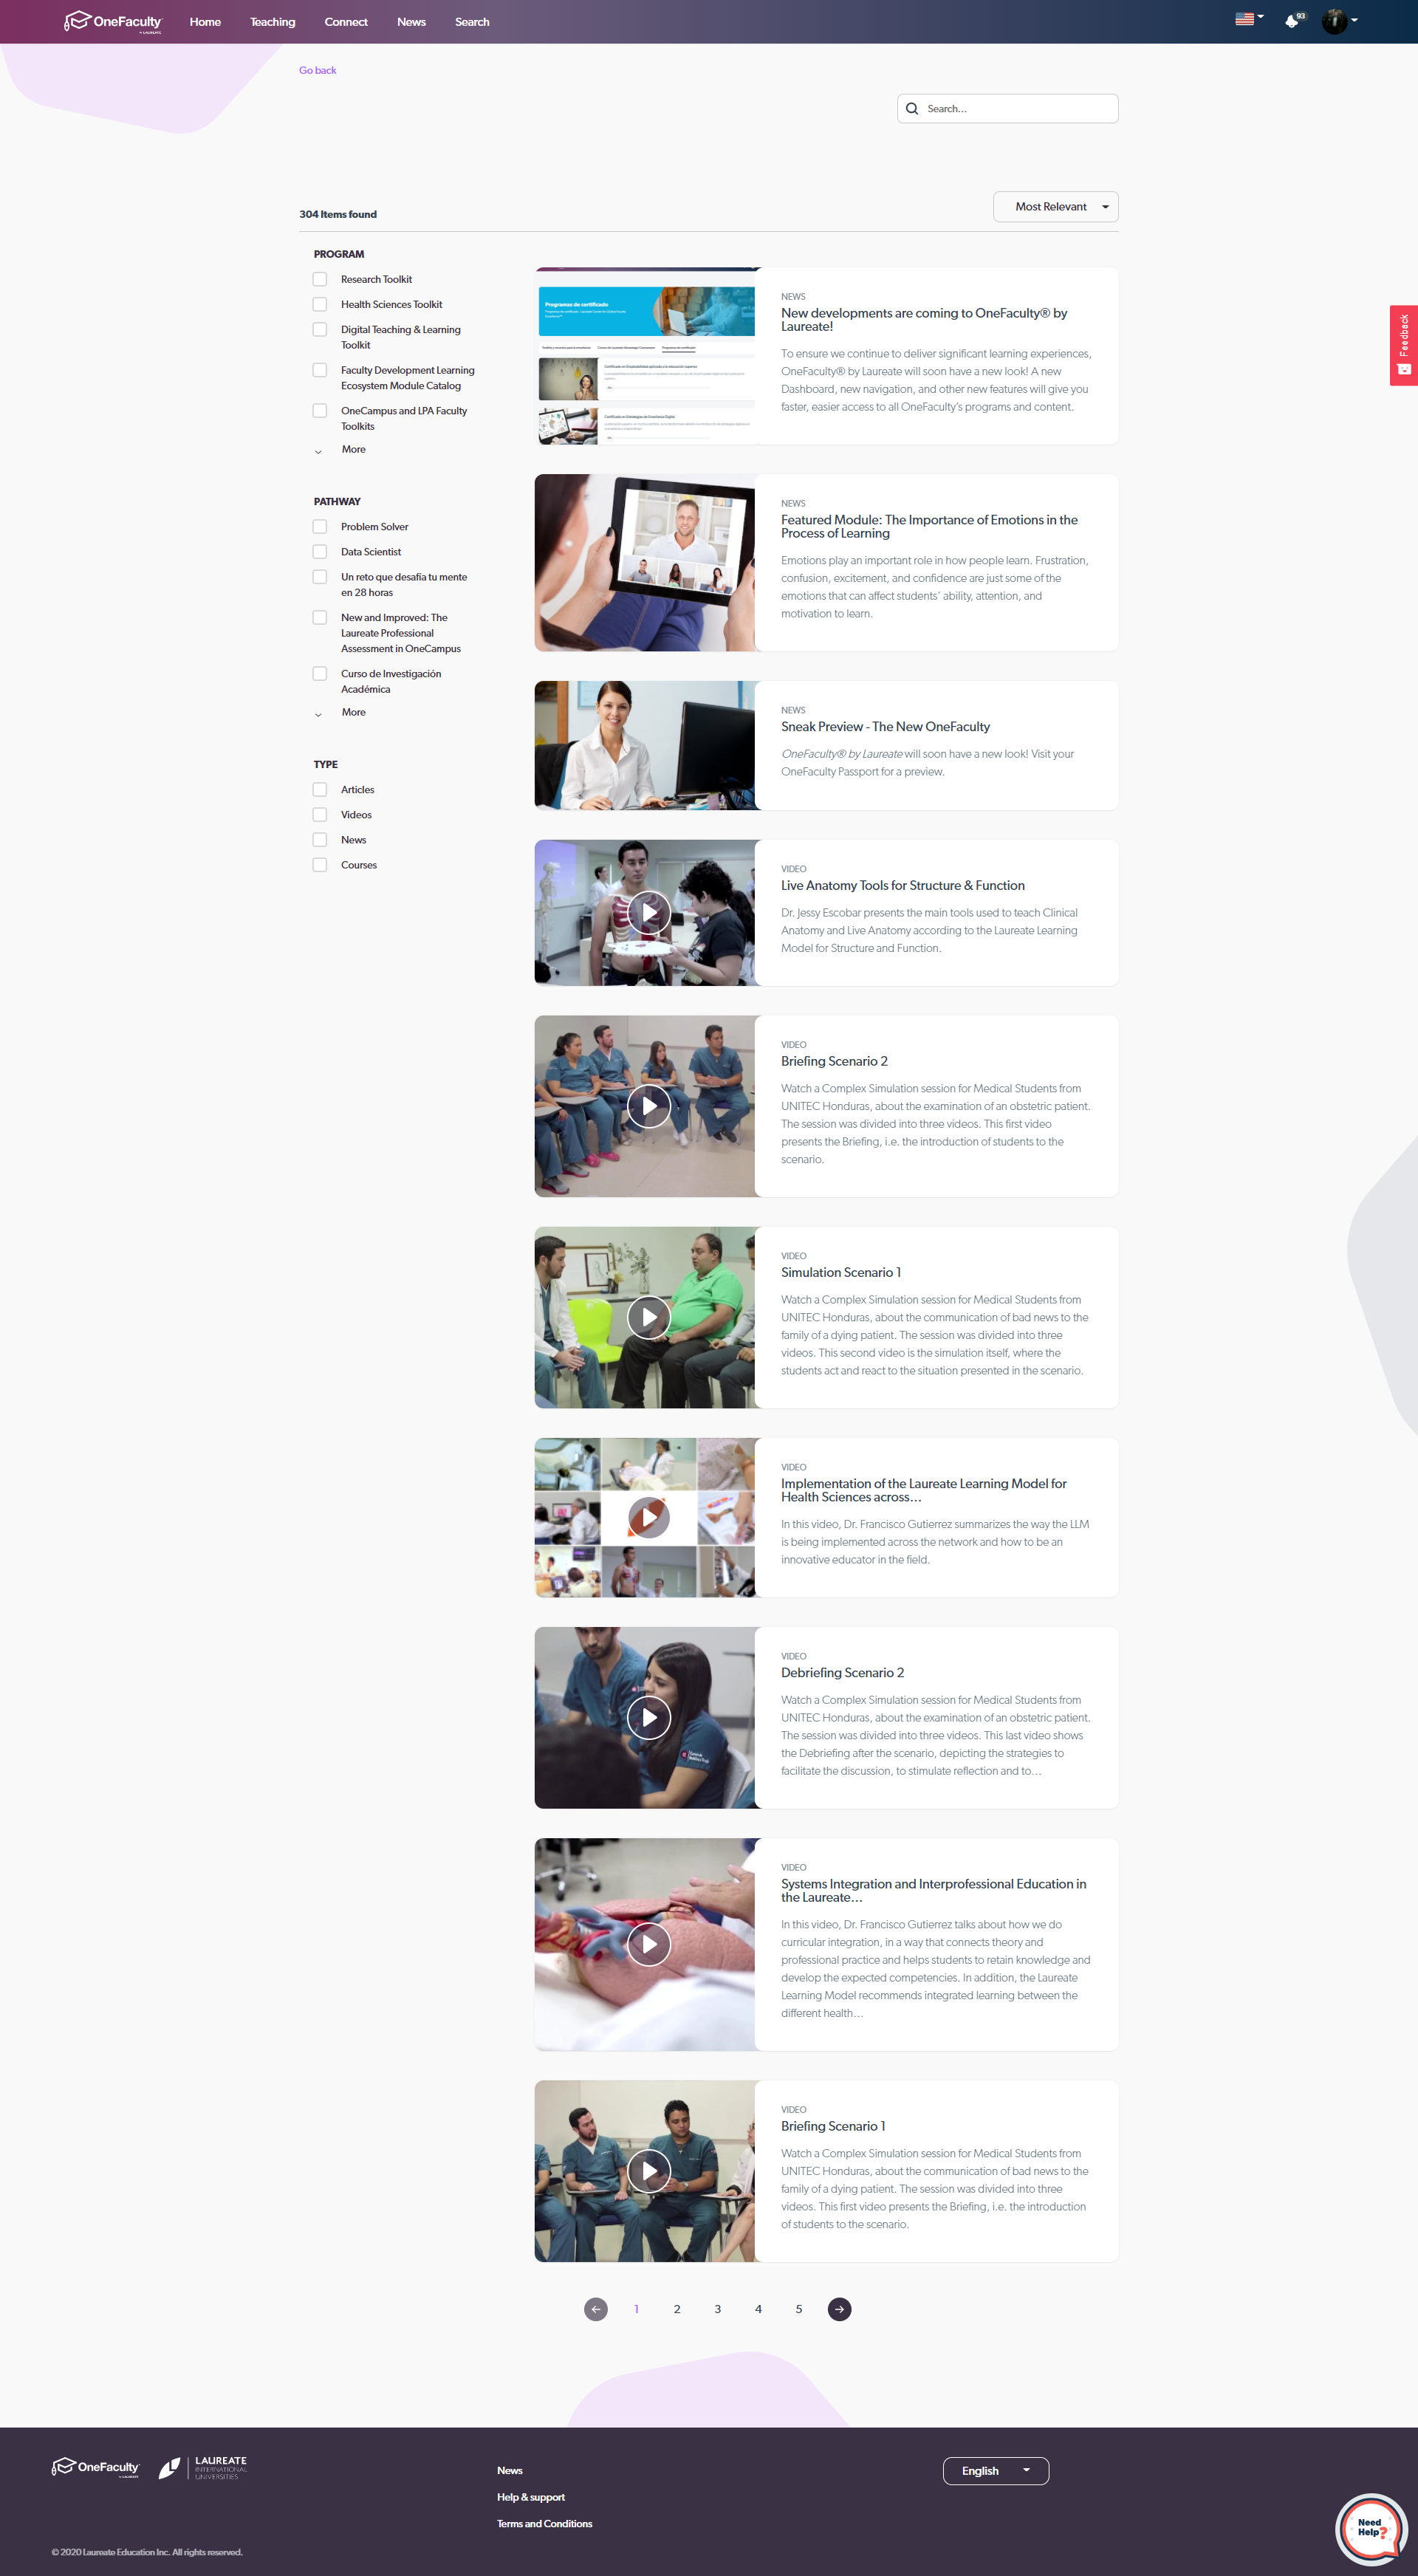 OneFaculty
BY LAUREATE
Home
Teaching
Connect
News
Search
93
Go back
Search...
304 Items found
Most Relevant
Feedback
PROGRAM
Research Toolkit
Health Sciences Toolkit
Digital Teaching & Learning
Toolkit
Faculty Development Learning
Ecosystem Module Catalog
OneCampus and LPA Faculty
Toolkits
More
PATHWAY
Problem Solver
Data Scientist
Un reto que desafía tu mente
en 28 horas
New and Improved: The
Laureate Professional
Assessment in OneCampus
Curso de Investigación
Académica
More
TYPE
Articles
Videos
News
Courses
Programas de certificado
Certificado en Estrategias de Enseñanza Digital
NEWS
New developments are coming to OneFaculty® by
Laureate!
To ensure we continue to deliver significant learning experiences,
OneFaculty® by Laureate will soon have a new look! A new
Dashboard, new navigation, and other new features will give you
faster, easier access to all OneFaculty's programs and content.
NEWS
Featured Module: The Importance of Emotions in the
Process of Learning
Emotions play an important role in how people learn. Frustration,
confusion, excitement, and confidence are just some of the
emotions that can affect students' ability, attention, and
motivation to learn.
NEWS
Sneak Preview - The New OneFaculty
OneFaculty® by Laureate will soon have a new look! Visit your
OneFaculty Passport for a preview.
VIDEO
Live Anatomy Tools for Structure & Function
Dr. Jessy Escobar presents the main tools used to teach Clinical
Anatomy and Live Anatomy according to the Laureate Learning
Model for Structure and Function.
VIDEO
Briefing Scenario 2
Watch a Complex Simulation session for Medical Students from
UNITEC Honduras, about the examination of an obstetric patient.
The session was divided into three videos. This first video
presents the Briefing, i.e. the introduction of students to the
scenario.
VIDEO
Simulation Scenario 1
Watch a Complex Simulation session for Medical Students from
UNITEC Honduras, about the communication of bad news to the
family of a dying patient. The session was divided into three
videos. This second video is the simulation itself, where the
students act and react to the situation presented in the scenario.
VIDEO
Implementation of the Laureate Learning Model for
Health Sciences across...
In this video, Dr. Francisco Gutierrez summarizes the way the LLM
is being implemented across the network and how to be an
innovative educator in the field.
VIDEO
Debriefing Scenario 2
Watch a Complex Simulation session for Medical Students from
UNITEC Honduras, about the examination of an obstetric patient.
The session was divided into three videos. This last video shows
the Debriefing after the scenario, depicting the strategies to
facilitate the discussion, to stimulate reflection and to...
VIDEO
Systems Integration and Interprofessional Education in
the Laureate...
In this video, Dr. Francisco Gutierrez talks about how we do
curricular integration, in a way that connects theory and
professional practice and helps students to retain knowledge and
develop the expected competencies. In addition, the Laureate
Learning Model recommends integrated learning between the
different health...
VIDEO
Briefing Scenario 1
Watch a Complex Simulation session for Medical Students from
UNITEC Honduras, about the communication of bad news to the
family of a dying patient. The session was divided into three
videos. This first video presents the Briefing, i.e. the introduction
of students to the scenario.
1 2 3 4 5
OneFaculty
BY LAUREATE
LAUREATE
INTERNATIONAL
UNIVERSITIES
News
Help & support
Terms and Conditions
English
© 2020 Laureate Education Inc. All rights reserved.
Need
Help?